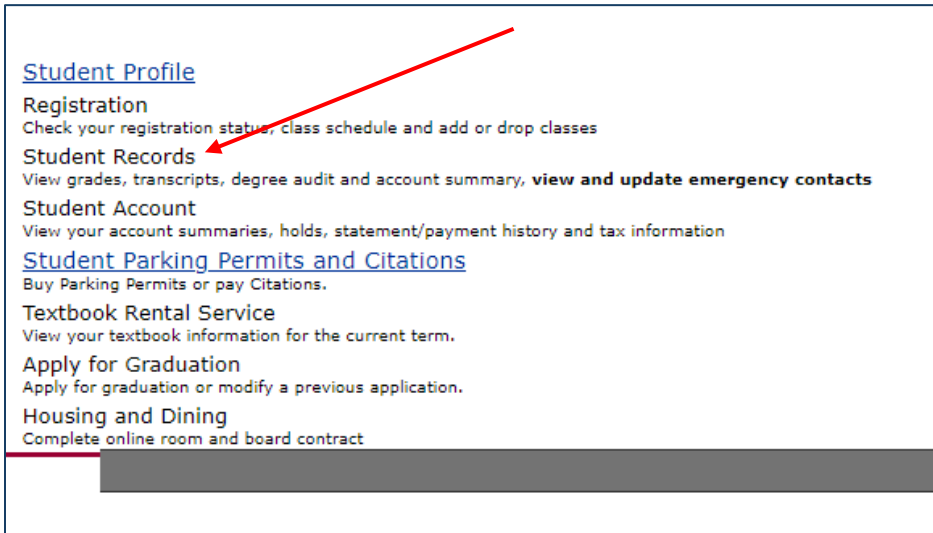 Student Profile
Registration
Check your registration status, class schedule and add or drop classes
Student Records
View grades, transcripts, degree audit and account summary, view and update emergency contacts
Student Account
View your account summaries, holds, statement/payment history and tax information
Student Parking Permits and Citations
Buy Parking Permits or pay Citations.
Textbook Rental Service
View your textbook information for the current term.
Apply for Graduation
Apply for graduation or modify a previous application.
Housing and Dining
Complete online room and board contract